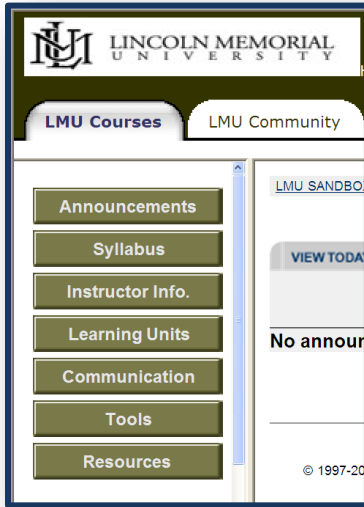 LINCOLN MEMORIAL
UNIVERSITY
LMU Courses
LMU Community
Announcements
Syllabus
Instructor Info.
Learning Units
Communication
Tools
Resources
LMU SANDBO
VIEW TODA
No announ
© 1997-20